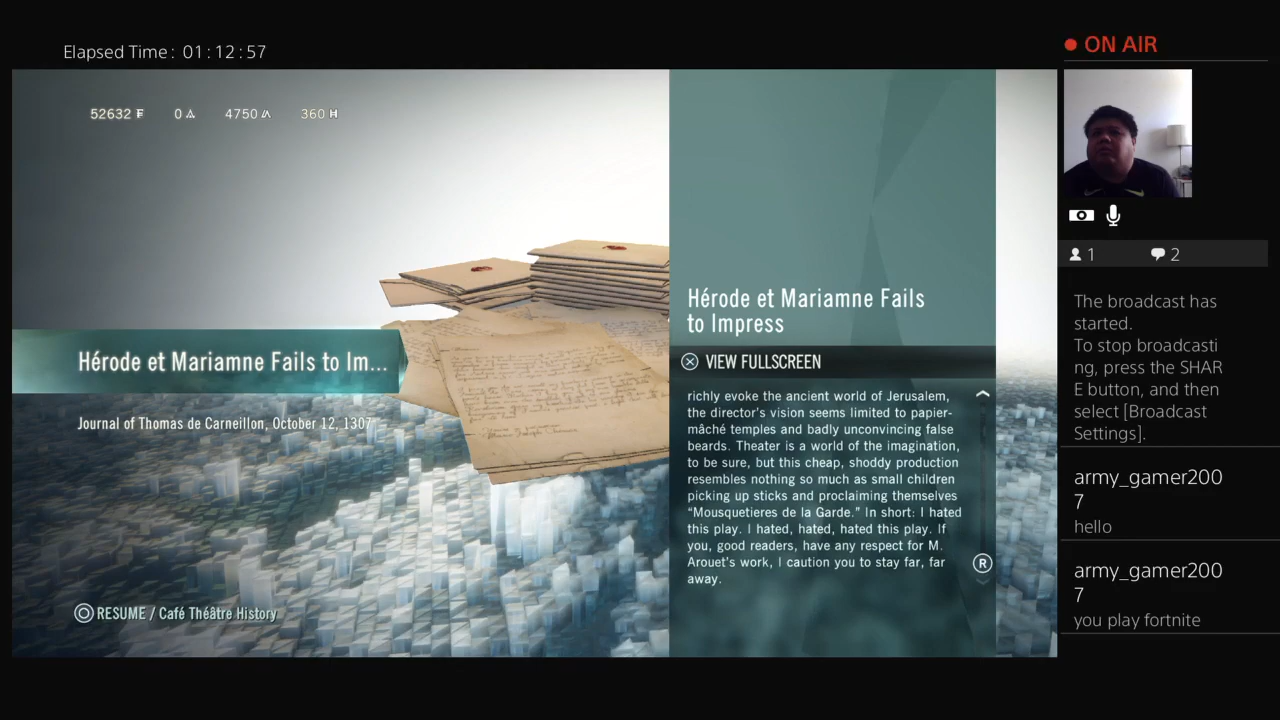 Elapsed Time: 01:12:57
ON AIR
52632 ₣ 0 4750 360
1 2
Hérode et Mariamne Fails
to Impress
VIEW FULLSCREEN
Hérode et Mariamne Fails to Im...
Journal of Thomas de Carneillon, October 12, 1307
richly evoke the ancient world of Jerusalem,
the director's vision seems limited to papier-
mâché temples and badly unconvincing false
beards. Theater is a world of the imagination,
to be sure, but this cheap, shoddy production
resembles nothing so much as small children
picking up sticks and proclaiming themselves
“Mousquetieres de la Garde.” In short: I hated
this play. I hated, hated, hated this play. If
you, good readers, have any respect for M.
Arouet's work, I caution you to stay far, far
away.
R
RESUME / Café Théâtre History
The broadcast has
started.
To stop broadcasti
ng, press the SHAR
E button, and then
select [Broadcast
Settings].
army_gamer200
7
hello
army_gamer200
7
you play fortnite